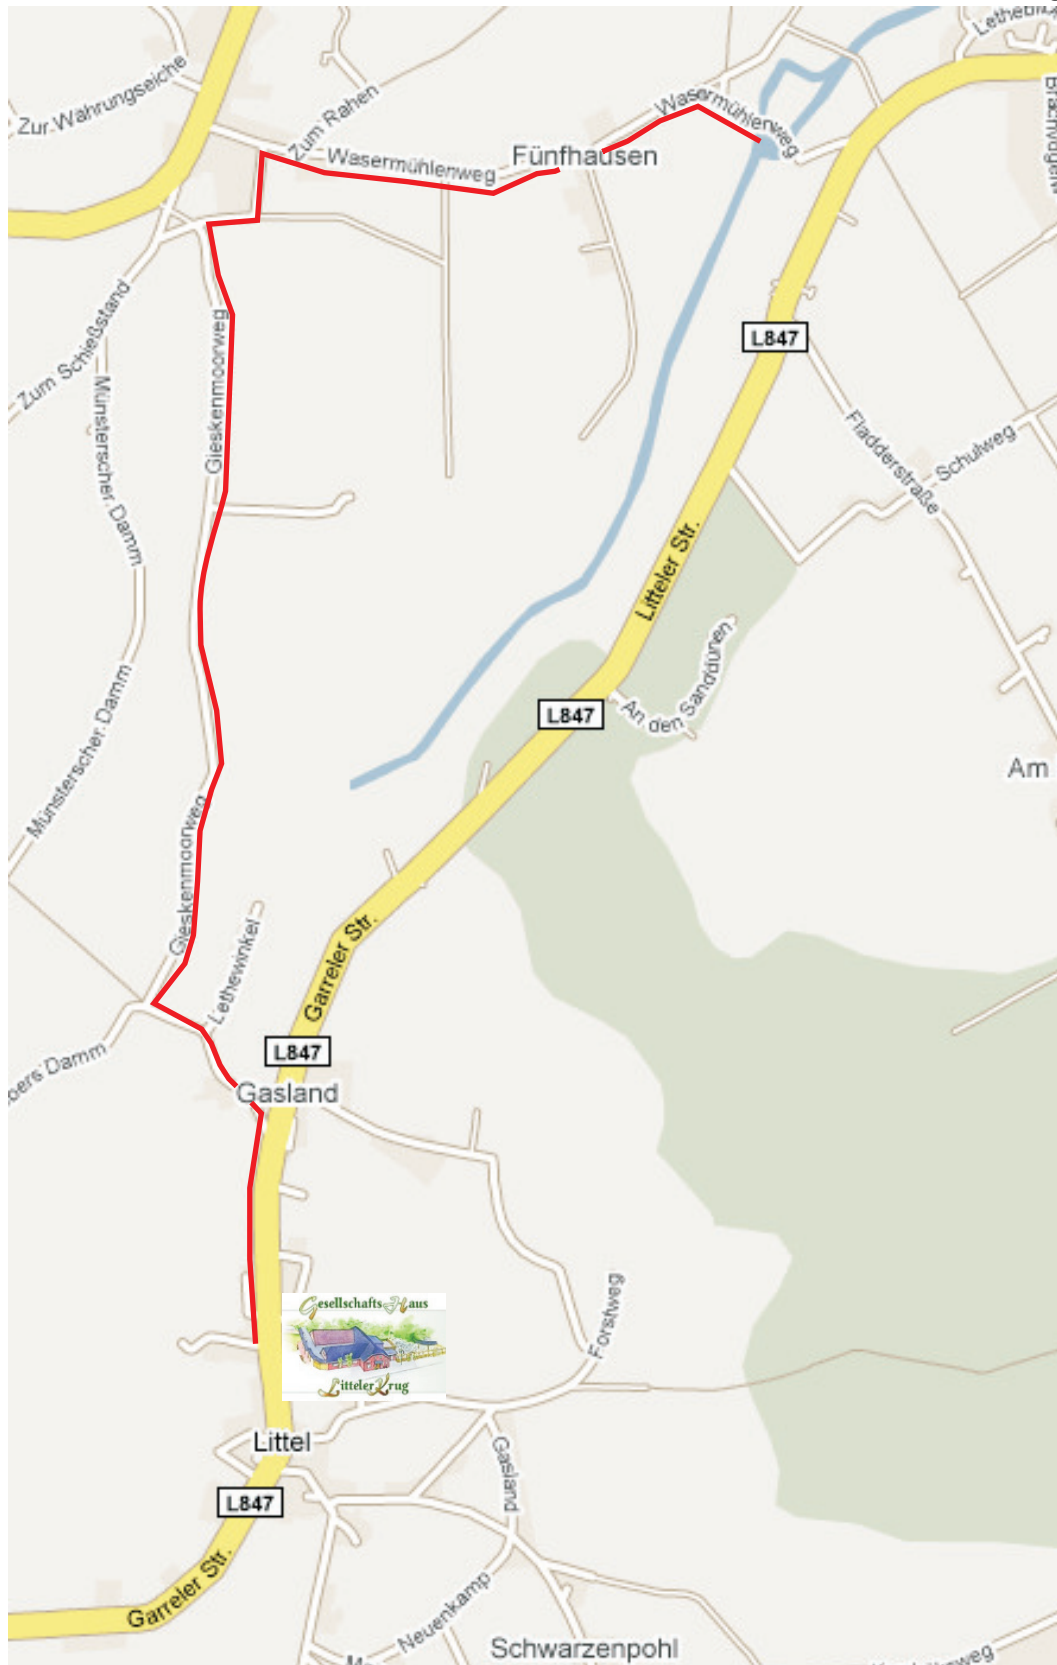 Zur Währungseiche
Zum Rahen
Wasermühlenweg
Fünfhausen
Wasermühlenweg
Zum Schießstand
Münsterscher Damm
Gieskenmoorweg
L847
Fladderstraße
Schulweg
Litteler Str.
An den Sanddünen
L847
Am
Münsterscher Damm
Gieskenmoorweg
Lethewinkel
Garreler Str.
L847
Gasland
Damm
Gesellschafts Haus
Litteler Krug
Forstweg
Littel
Gasland
L847
Garreler Str.
Neuenkamp
Schwarzenpohl